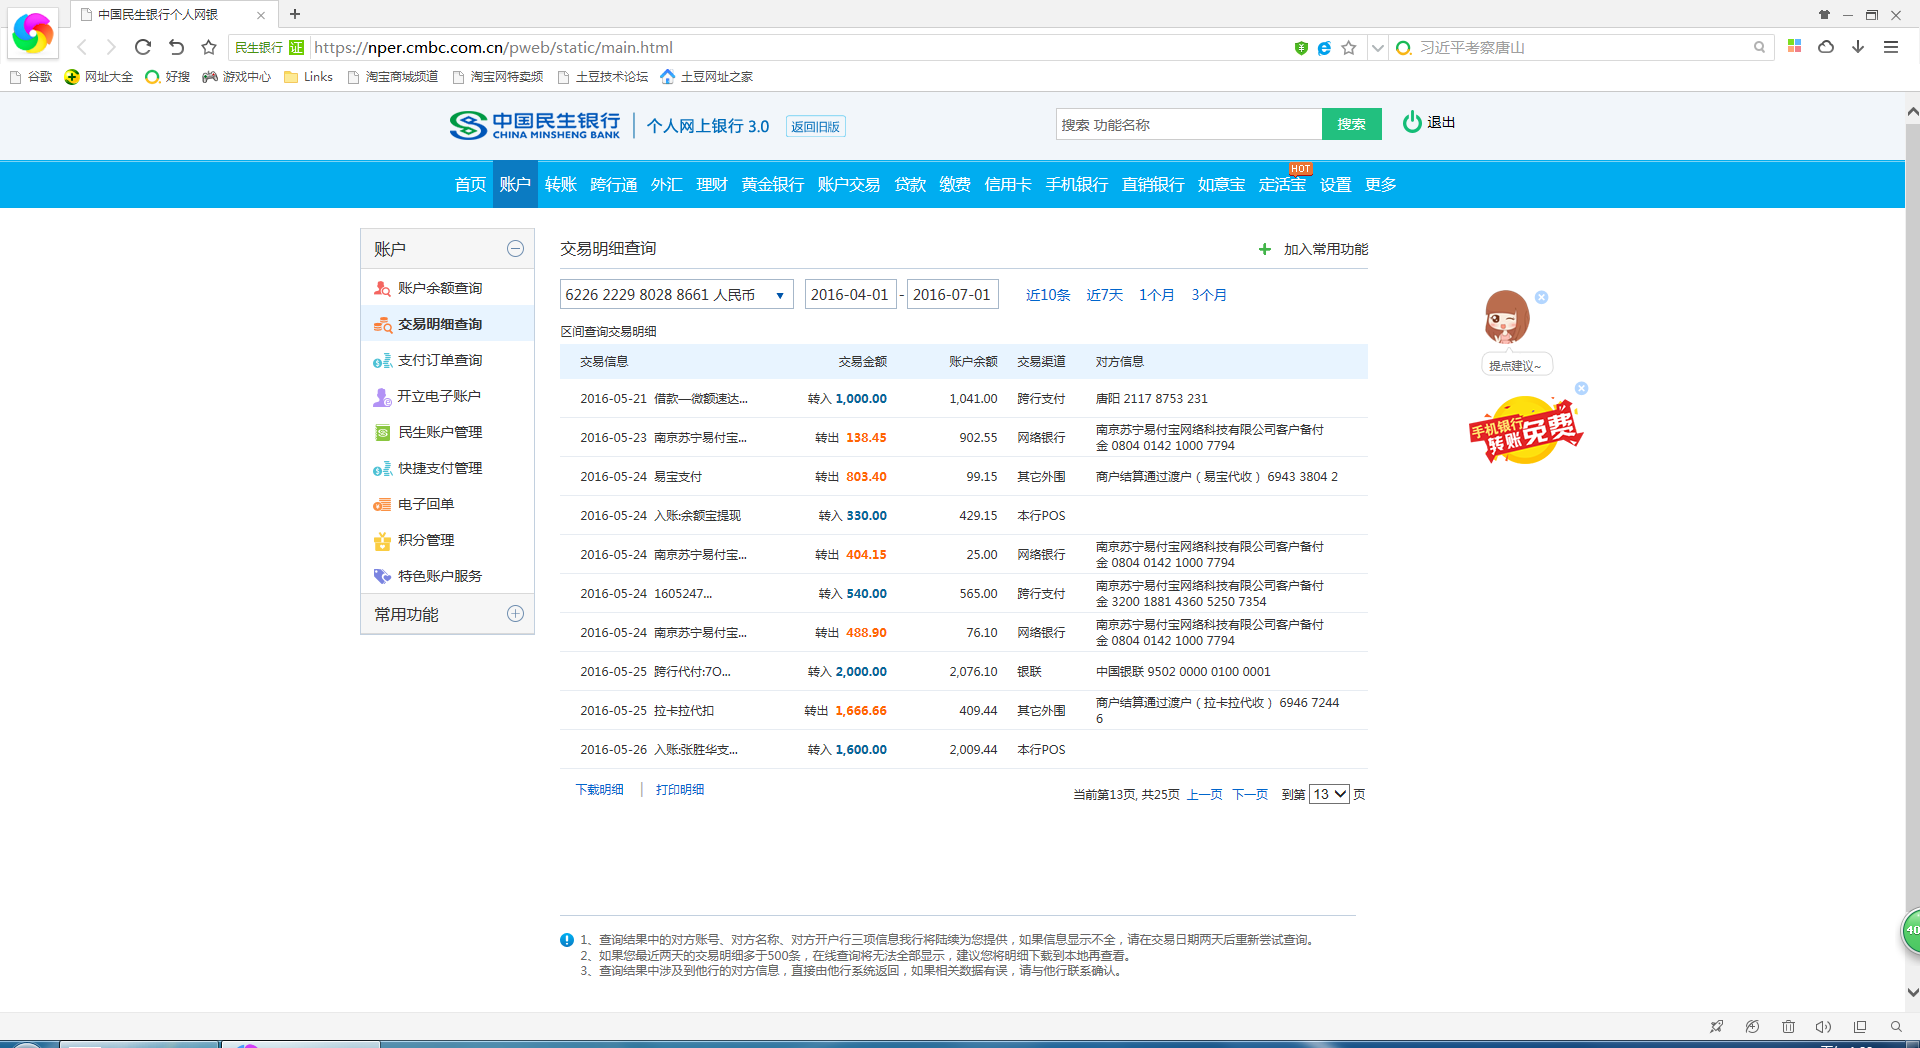 中国民生银行个人网银
民生银行 证 https://nper.cmbc.com.cn/pweb/static/main.html
习近平考察唐山
谷歌 网址大全 好搜 游戏中心 Links 淘宝商城频道 淘宝网特卖频 土豆技术论坛 土豆网址之家
中国民生银行
CHINA MINSHENG BANK
个人网上银行 3.0
返回旧版
搜索 功能名称
搜索
退出
HOT
首页 账户 转账 跨行通 外汇 理财 黄金银行 账户交易 贷款 缴费 信用卡 手机银行 直销银行 如意宝 定活宝 设置 更多
账户
账户余额查询
交易明细查询
支付订单查询
开立电子账户
民生账户管理
快捷支付管理
电子回单
积分管理
特色账户服务
常用功能
交易明细查询
加入常用功能
6226 2229 8028 8661 人民币
2016-04-01 - 2016-07-01
近10条 近7天 1个月 3个月
区间查询交易明细
交易信息 交易金额 账户余额 交易渠道 对方信息
2016-05-21 借款—微额速达... 转入 1,000.00 1,041.00 跨行支付 唐阳 2117 8753 231
2016-05-23 南京苏宁易付宝... 转出 138.45 902.55 网络银行 南京苏宁易付宝网络科技有限公司客户备付
金 0804 0142 1000 7794
2016-05-24 易宝支付 转出 803.40 99.15 其它外围 商户结算通过渡户（易宝代收） 6943 3804 2
2016-05-24 入账:余额宝提现 转入 330.00 429.15 本行POS
2016-05-24 南京苏宁易付宝... 转出 404.15 25.00 网络银行 南京苏宁易付宝网络科技有限公司客户备付
金 0804 0142 1000 7794
2016-05-24 1605247... 转入 540.00 565.00 跨行支付 南京苏宁易付宝网络科技有限公司客户备付
金 3200 1881 4360 5250 7354
2016-05-24 南京苏宁易付宝... 转出 488.90 76.10 网络银行 南京苏宁易付宝网络科技有限公司客户备付
金 0804 0142 1000 7794
2016-05-25 跨行代付:7O... 转入 2,000.00 2,076.10 银联 中国银联 9502 0000 0100 0001
2016-05-25 拉卡拉代扣 转出 1,666.66 409.44 其它外围 商户结算通过渡户（拉卡拉代收） 6946 7244
6
2016-05-26 入账:张胜华支... 转入 1,600.00 2,009.44 本行POS
下载明细 | 打印明细
当前第13页, 共25页 上一页 下一页 到第 13 页
提点建议~
手机银行
转账免费
40
1、查询结果中的对方账号、对方名称、对方开户行三项信息我行将陆续为您提供，如果信息显示不全，请在交易日期两天后重新尝试查询。
2、如果您最近两天的交易明细多于500条，在线查询将无法全部显示，建议您将明细下载到本地再查看。
3、查询结果中涉及到他行的对方信息，直接由他行系统返回，如果相关数据有误，请与他行联系确认。